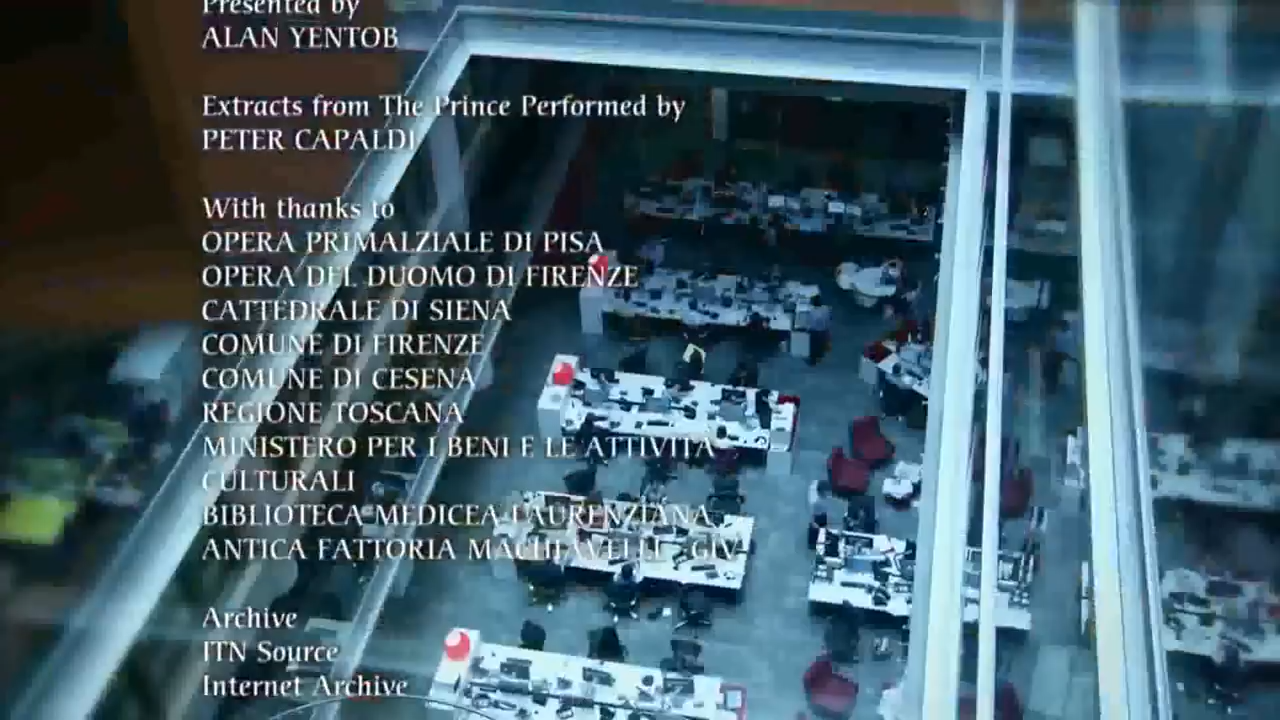 Presented by
ALAN YENTOB
Extracts from The Prince Performed by
PETER CAPALDI
With thanks to
OPERA PRIMALZIALE DI PISA
OPERA DEL DUOMO DI FIRENZE
CATTEDRALE DI SIENA
COMUNE DI FIRENZE
COMUNE DI CESENA
REGIONE TOSCANA
MINISTERO PER I BENI E LE ATTIVITA
CULTURALI
BIBLIOTECA MEDICEA LAURENZIANA
ANTICA FATTORIA MACHIAVELLI - GIV
Archive
ITN Source
Internet Archive